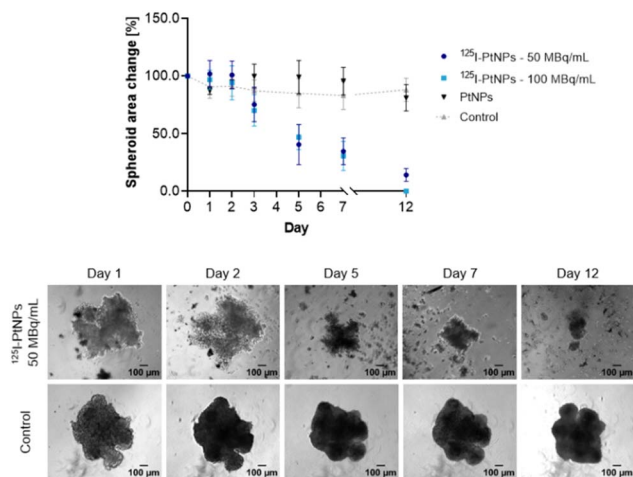 150.0
100.0
50.0
0.0
Spheroid area change [%]
0 1 2 3 4 5 6 7 12
Day
¹²⁵I-PtNPs - 50 MBq/mL
¹²⁵I-PtNPs - 100 MBq/mL
PtNPs
Control
Day 1 Day 2 Day 5 Day 7 Day 12
¹²⁵I-PtNPs
50 MBq/mL
100 μm 100 μm 100 μm 100 μm 100 μm
Control
100 μm 100 μm 100 μm 100 μm 100 μm